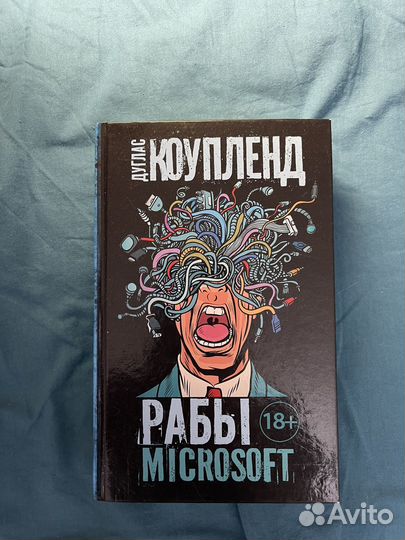 ДУГЛАС
КОУПЛЕНД
РАБЫ
18+
MICROSOFT
Avito